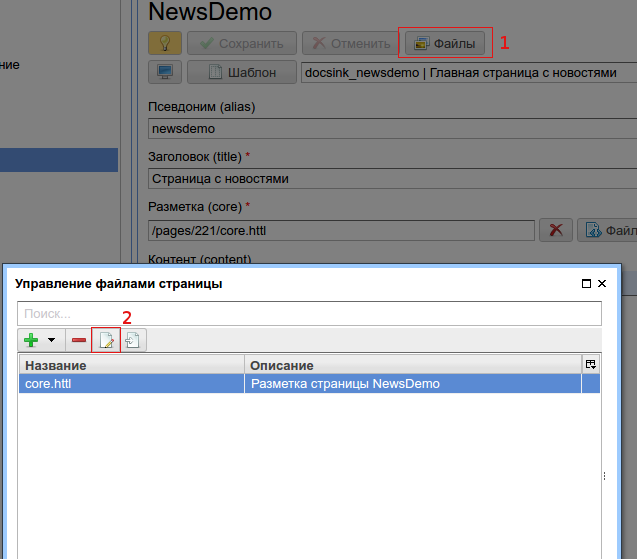 NewsDemo
ние
Сохранить Отменить Файлы 1
Шаблон docsink_newsdemo | Главная страница с новостями
Псевдоним (alias)
newsdemo
Заголовок (title) *
Страница с новостями
Разметка (core) *
/pages/221/core.httl Файл
Контент (content)
Управление файлами страницы
Поиск...
2
Название Описание
core.httl Разметка страницы NewsDemo